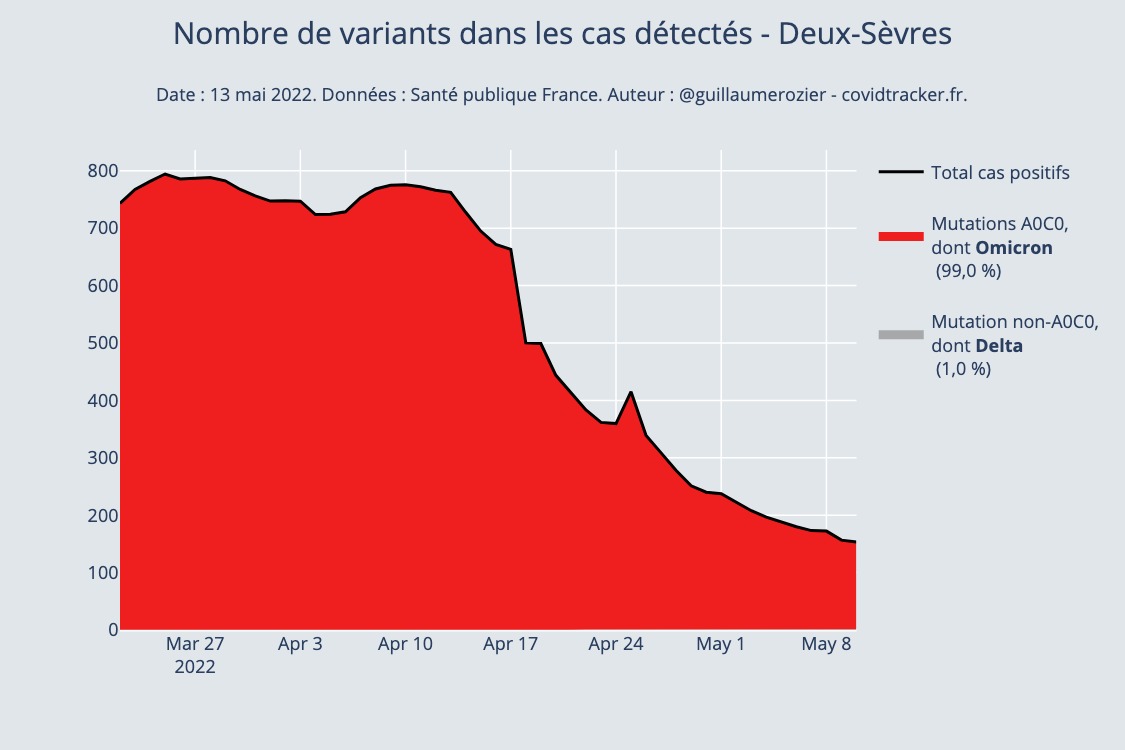 Nombre de variants dans les cas détectés - Deux-Sèvres
Date : 13 mai 2022. Données : Santé publique France. Auteur : @guillaumerozier - covidtracker.fr.
800
700
600
500
400
300
200
100
0
Mar 27
2022
Apr 3
Apr 10
Apr 17
Apr 24
May 1
May 8
Total cas positifs
Mutations A0C0,
dont Omicron
(99,0 %)
Mutation non-A0C0,
dont Delta
(1,0 %)